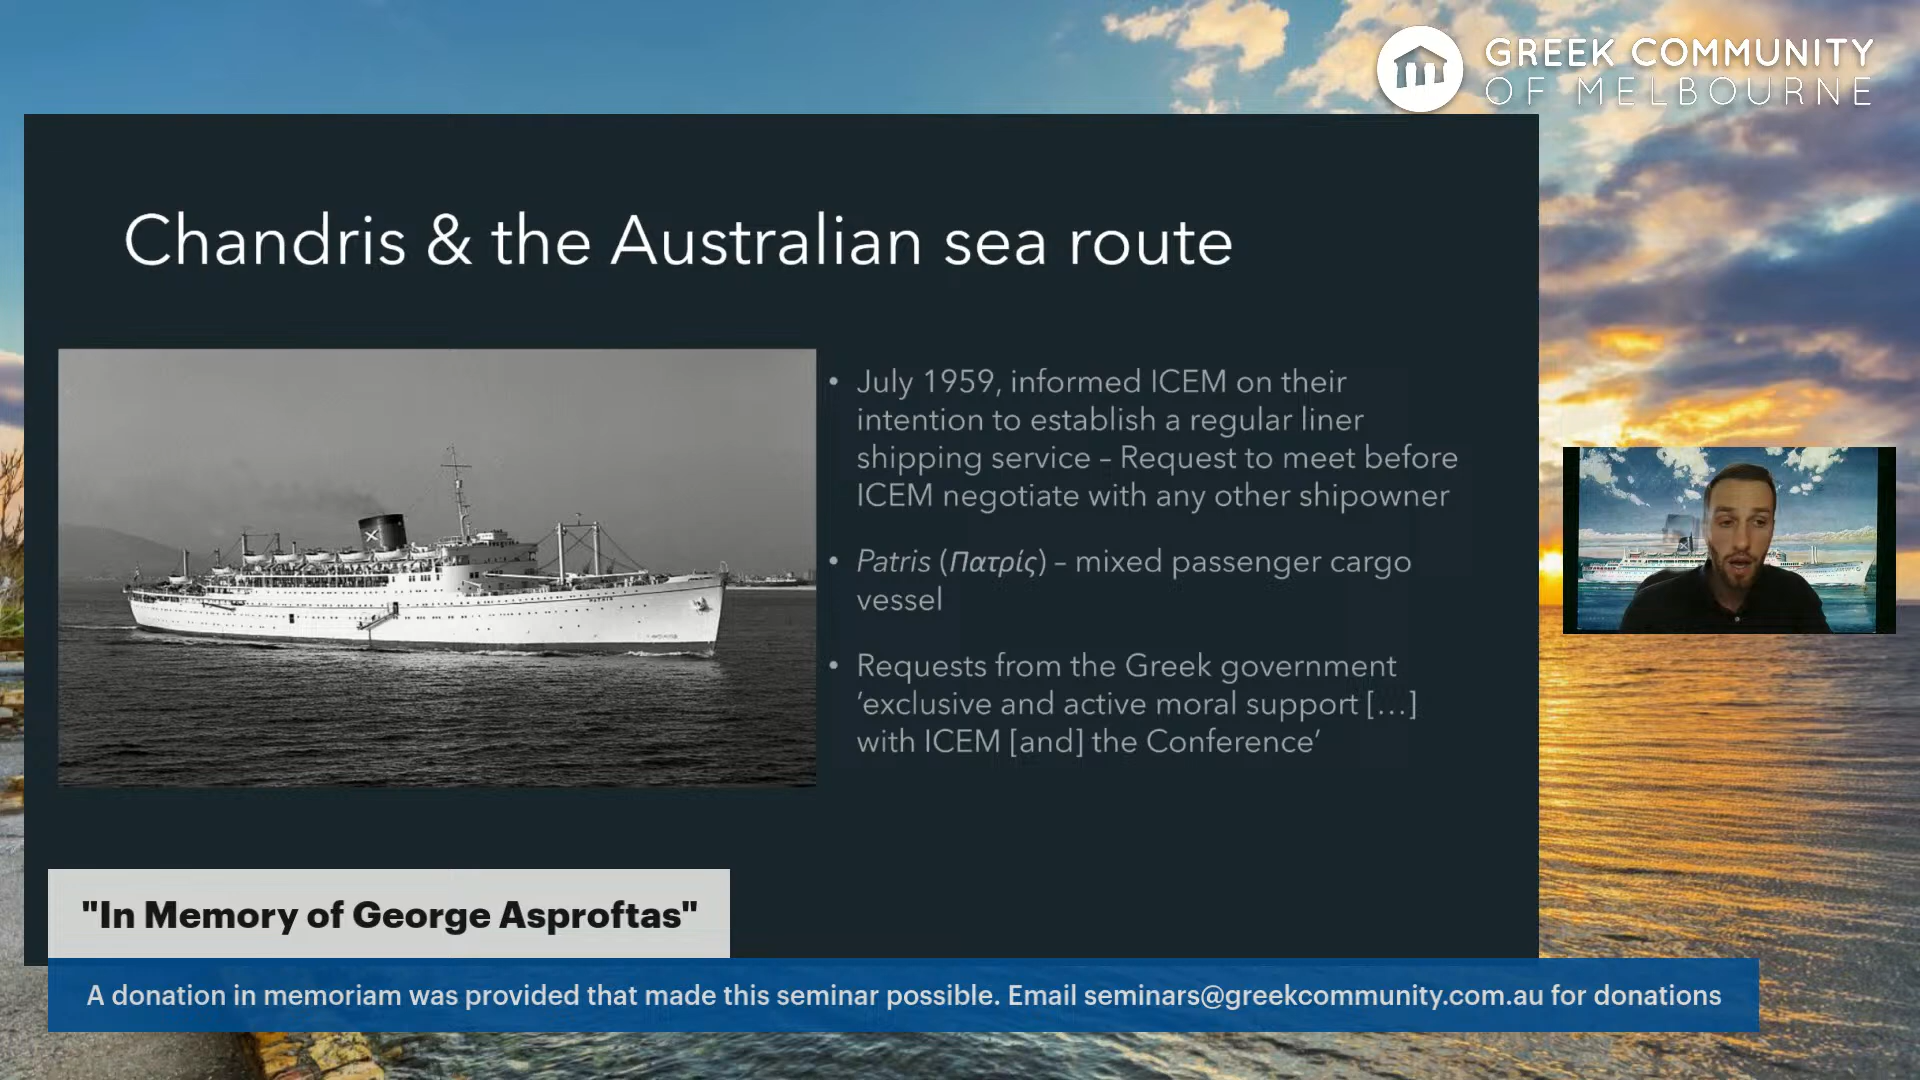 GREEK COMMUNITY
OF MELBOURNE
Chandris & the Australian sea route
• July 1959, informed ICEM on their
intention to establish a regular liner
shipping service – Request to meet before
ICEM negotiate with any other shipowner
• Patris (Πατρίς) – mixed passenger cargo
vessel
• Requests from the Greek government
‘exclusive and active moral support […]
with ICEM [and] the Conference’
"In Memory of George Asproftas"
A donation in memoriam was provided that made this seminar possible. Email seminars@greekcommunity.com.au for donations